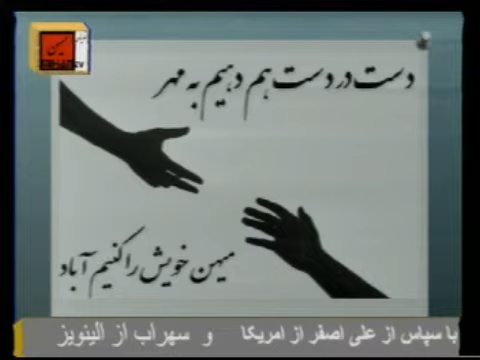 دست در دست هم دهیم به مهر
میهن خویش را کنیم آباد
با سپاس از علی اصغر از امریکا و سهراب از الینویز